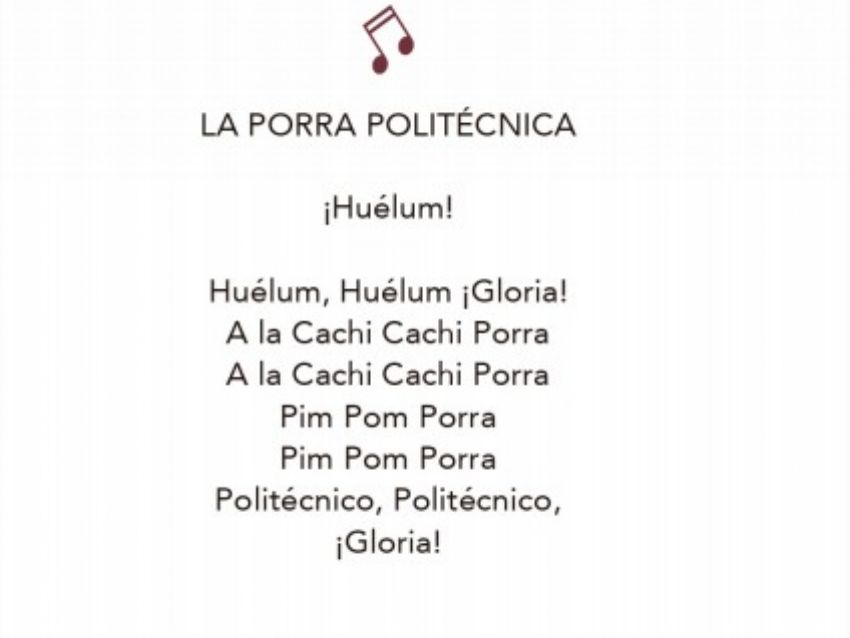 LA PORRA POLITÉCNICA
¡Huélum!
Huélum, Huélum ¡Gloria!
A la Cachi Cachi Porra
A la Cachi Cachi Porra
Pim Pom Porra
Pim Pom Porra
Politécnico, Politécnico,
¡Gloria!